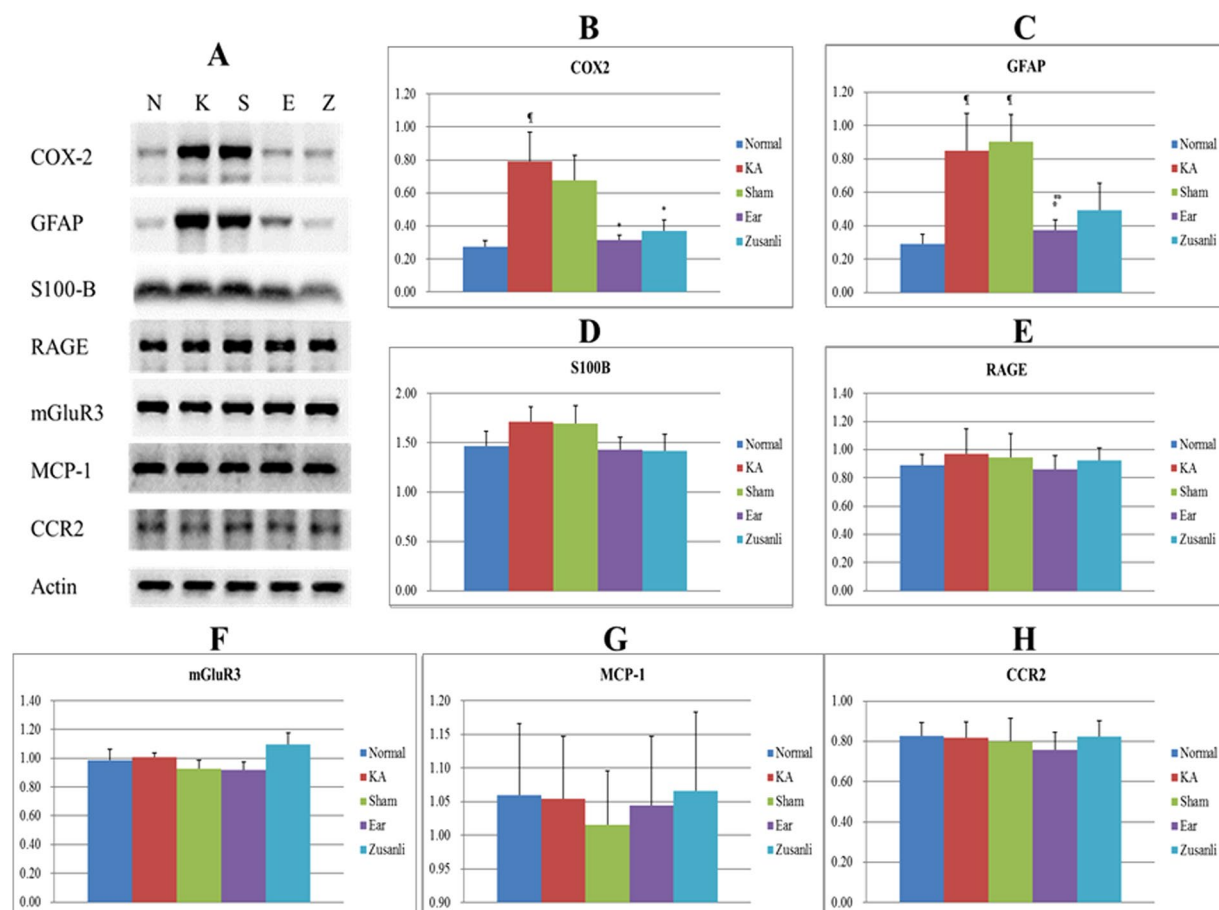 A
N K S E Z
COX-2
GFAP
S100-B
RAGE
mGluR3
MCP-1
CCR2
Actin
B
COX2
1.20
1.00
0.80
0.60
0.40
0.20
0.00
¶
*
*
Normal
KA
Sham
Ear
Zusanli
C
GFAP
1.20
1.00
0.80
0.60
0.40
0.20
0.00
¶
¶
Normal
KA
Sham
Ear
Zusanli
D
S100B
2.00
1.50
1.00
0.50
0.00
Normal
KA
Sham
Ear
Zusanli
E
RAGE
1.40
1.20
1.00
0.80
0.60
0.40
0.20
0.00
Normal
KA
Sham
Ear
Zusanli
F
mGluR3
1.40
1.20
1.00
0.80
0.60
0.40
0.20
0.00
Normal
KA
Sham
Ear
Zusanli
G
MCP-1
1.20
1.15
1.10
1.05
1.00
0.95
0.90
Normal
KA
Sham
Ear
Zusanli
H
CCR2
1.00
0.80
0.60
0.40
0.20
0.00
Normal
KA
Sham
Ear
Zusanli